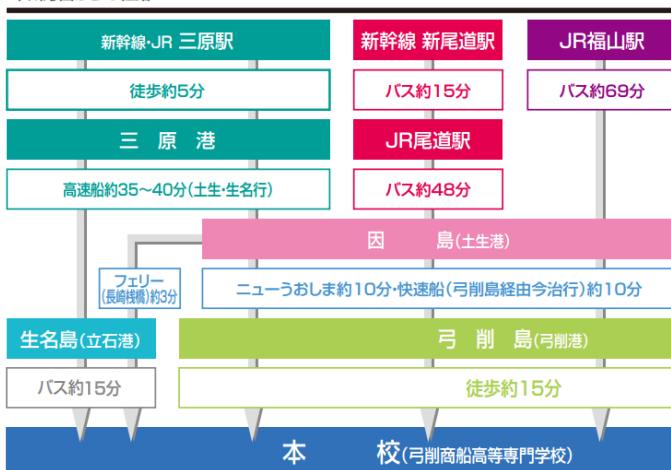 新幹線・JR 三原駅
新幹線 新尾道駅
JR福山駅
徒歩約5分
バス約15分
バス約69分
三原港
JR尾道駅
高速船約35〜40分(土生・生名行)
バス約48分
因島(土生港)
フェリー
(長崎桟橋)約3分
ニューうおしま約10分・快速船(弓削島経由今治行)約10分
生名島(立石港)
弓削島(弓削港)
バス約15分
徒歩約15分
本校(弓削商船高等専門学校)